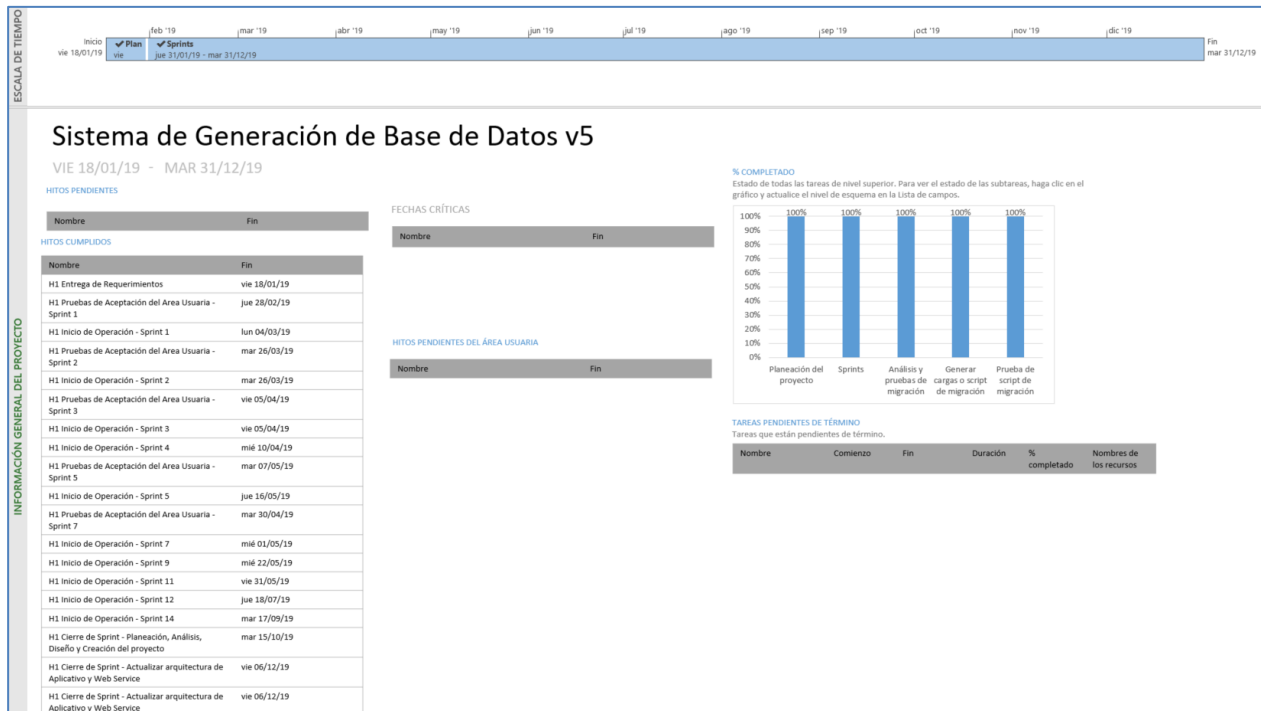 ESCALA DE TIEMPO
feb '19
mar '19
abr '19
may '19
jun '19
jul '19
ago '19
sep '19
oct '19
nov '19
dic '19
Inicio
vie 18/01/19
✔ Plan
vie
✔ Sprints
jue 31/01/19 - mar 31/12/19
Fin
mar 31/12/19
INFORMACIÓN GENERAL DEL PROYECTO
Sistema de Generación de Base de Datos v5
VIE 18/01/19 - MAR 31/12/19
HITOS PENDIENTES
Nombre Fin
HITOS CUMPLIDOS
Nombre Fin
H1 Entrega de Requerimientos vie 18/01/19
H1 Pruebas de Aceptación del Area Usuaria - jue 28/02/19
Sprint 1
H1 Inicio de Operación - Sprint 1 lun 04/03/19
H1 Pruebas de Aceptación del Area Usuaria - mar 26/03/19
Sprint 2
H1 Inicio de Operación - Sprint 2 mar 26/03/19
H1 Pruebas de Aceptación del Area Usuaria - vie 05/04/19
Sprint 3
H1 Inicio de Operación - Sprint 3 vie 05/04/19
H1 Inicio de Operación - Sprint 4 mié 10/04/19
H1 Pruebas de Aceptación del Area Usuaria - mar 07/05/19
Sprint 5
H1 Inicio de Operación - Sprint 5 jue 16/05/19
H1 Pruebas de Aceptación del Area Usuaria - mar 30/04/19
Sprint 7
H1 Inicio de Operación - Sprint 7 mié 01/05/19
H1 Inicio de Operación - Sprint 9 mié 22/05/19
H1 Inicio de Operación - Sprint 11 vie 31/05/19
H1 Inicio de Operación - Sprint 12 jue 18/07/19
H1 Inicio de Operación - Sprint 14 mar 17/09/19
H1 Cierre de Sprint - Planeación, Análisis, mar 15/10/19
Diseño y Creación del proyecto
H1 Cierre de Sprint - Actualizar arquitectura de vie 06/12/19
Aplicativo y Web Service
H1 Cierre de Sprint - Actualizar arquitectura de vie 06/12/19
Aplicativo y Web Service
FECHAS CRÍTICAS
Nombre Fin
HITOS PENDIENTES DEL ÁREA USUARIA
Nombre Fin
% COMPLETADO
Estado de todas las tareas de nivel superior. Para ver el estado de las subtareas, haga clic en el
gráfico y actualice el nivel de esquema en la Lista de campos.
100% 100% 100% 100% 100%
100%
90%
80%
70%
60%
50%
40%
30%
20%
10%
0%
Planeación del proyecto
Sprints
Análisis y pruebas de migración
Generar cargas o script de migración
Prueba de script de migración
TAREAS PENDIENTES DE TÉRMINO
Tareas que están pendientes de término.
Nombre Comienzo Fin Duración % completado Nombres de los recursos